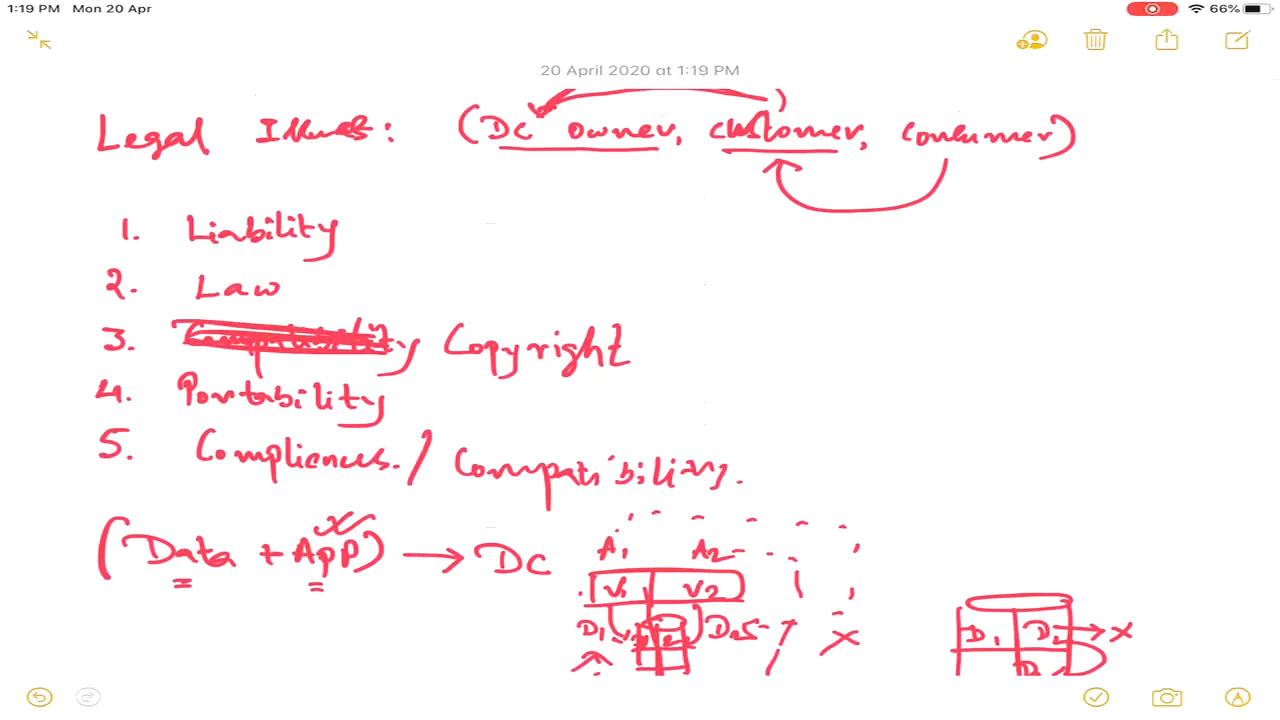 1:19 PM Mon 20 Apr 66%
20 April 2020 at 1:19 PM
Legal Issues: (DC owner, customer, consumer)
1. Liability
2. Law
3. Copyright
4. Portability
5. Compliences. / Compatibility.
(Data + App) → DC
A1 A2
V1 V2
D1 D2
D1 D2 → X